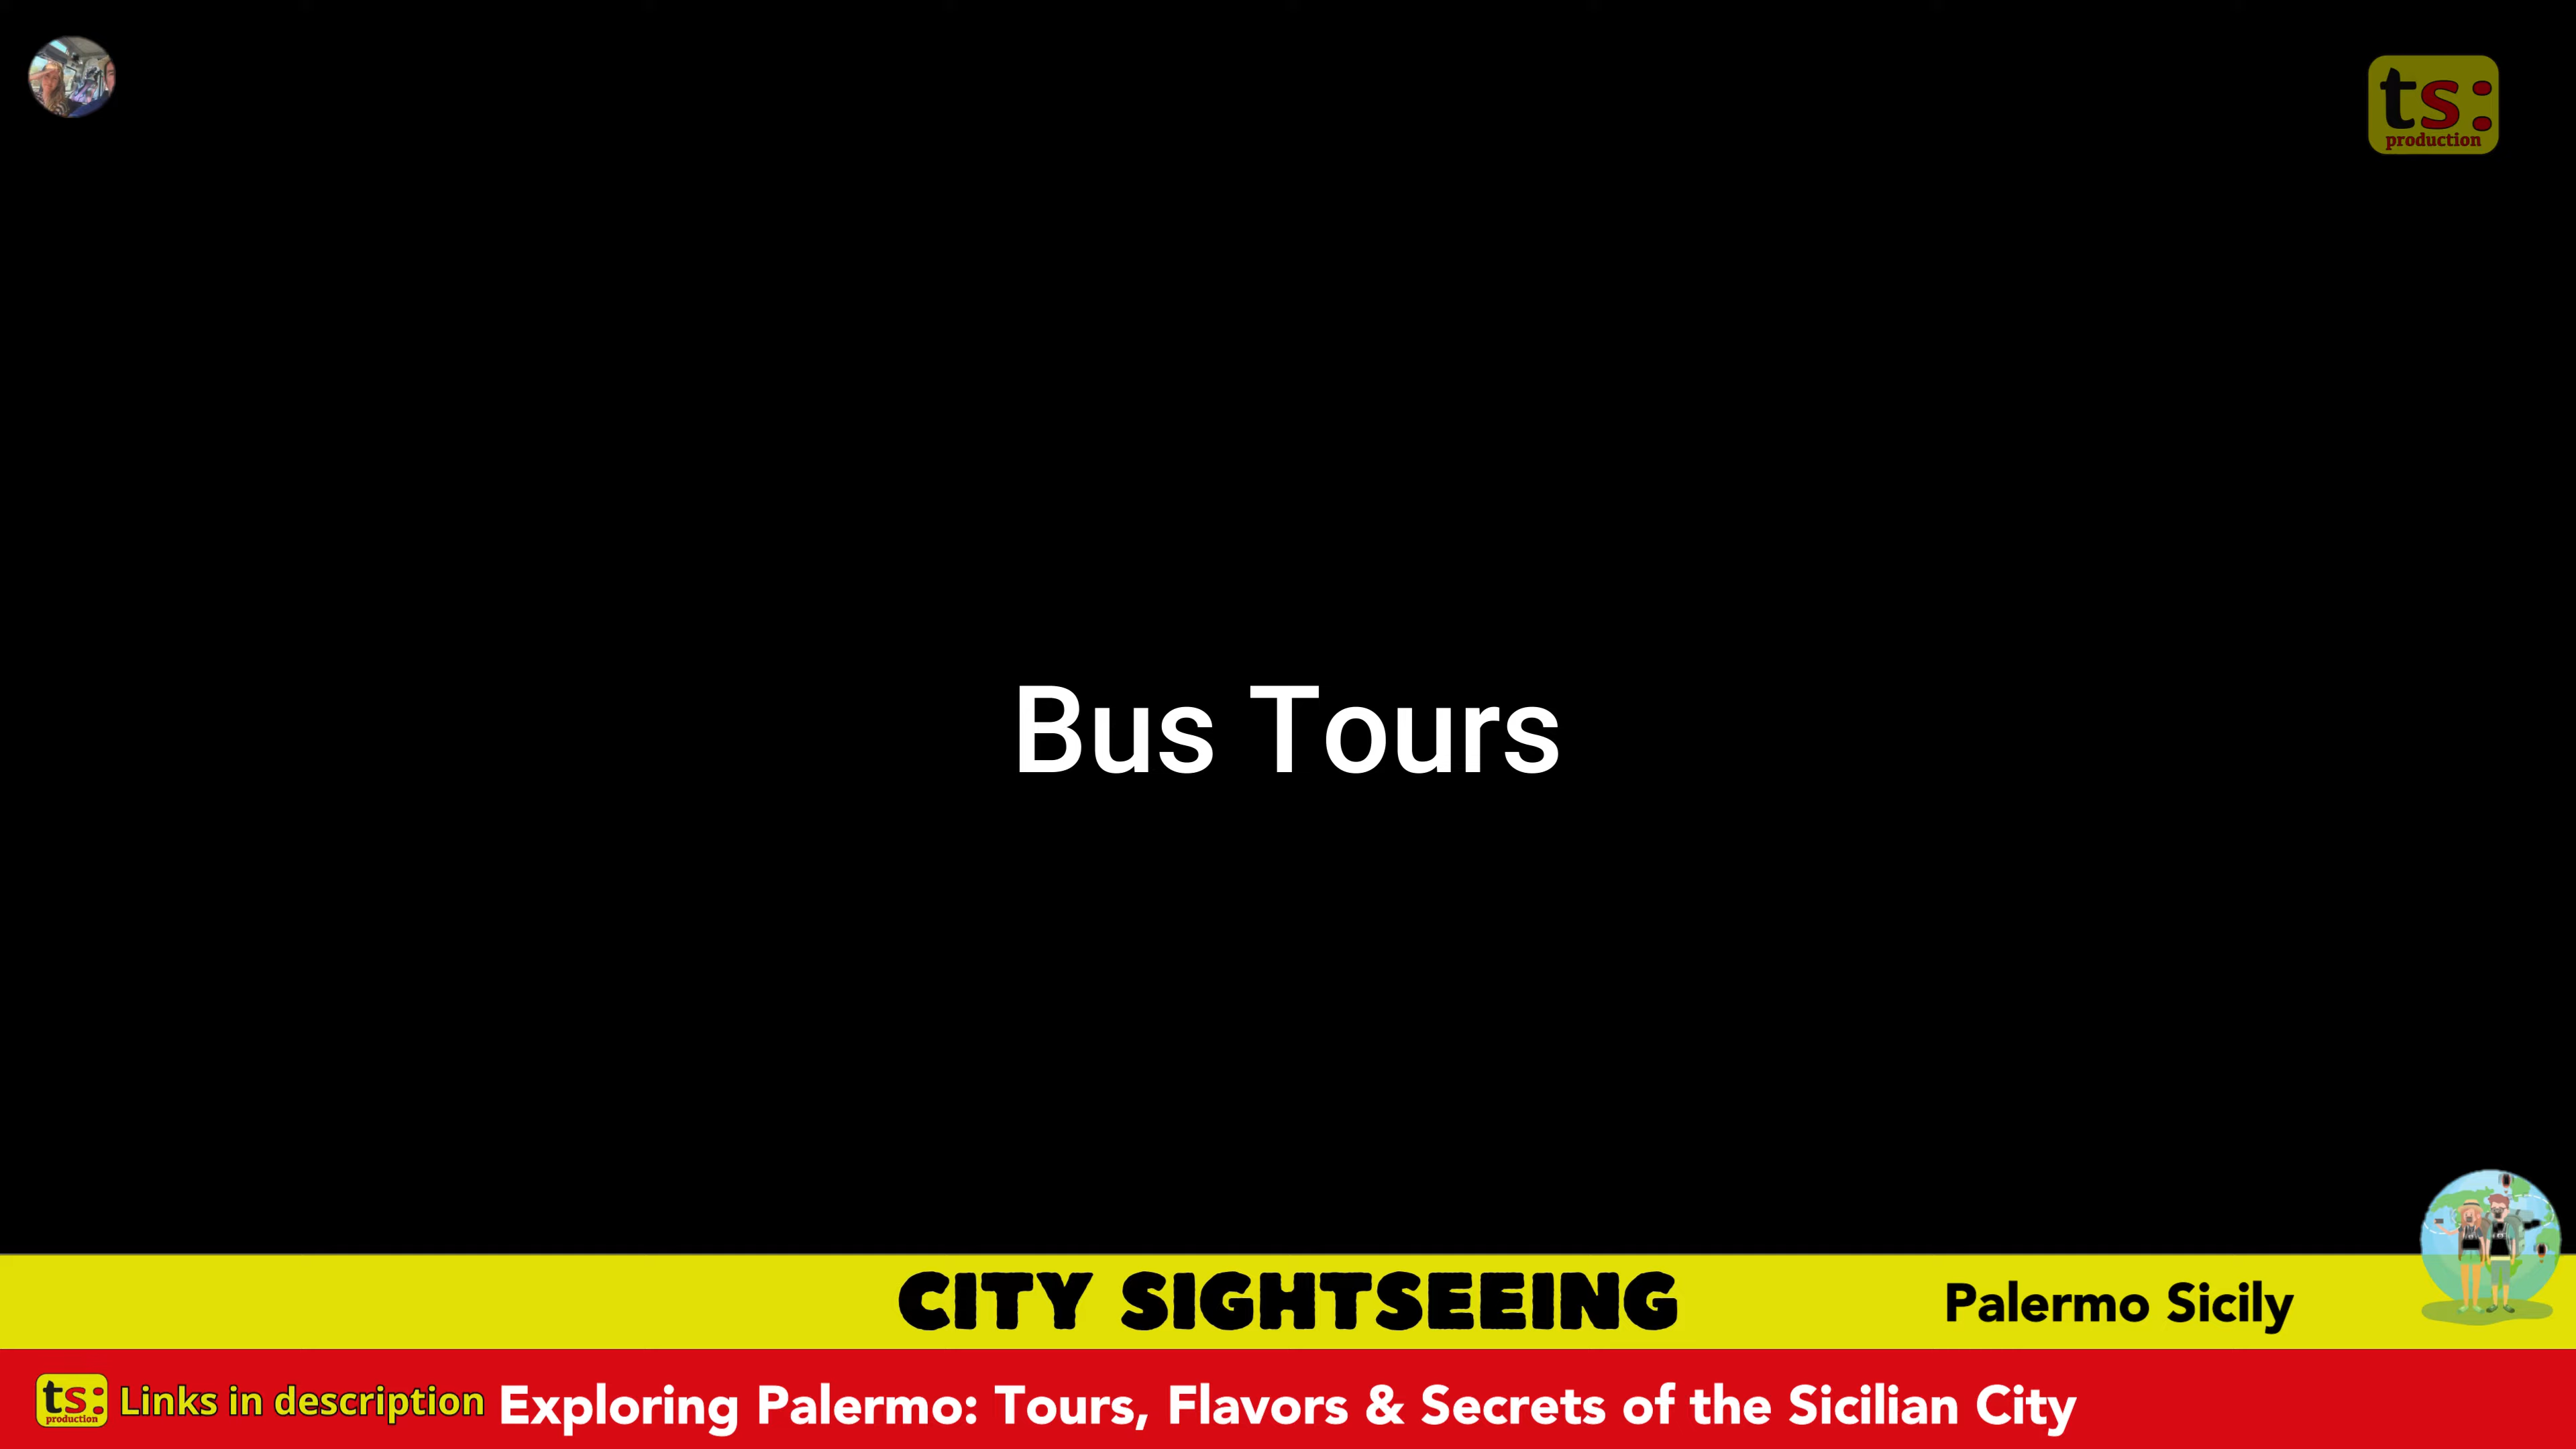 ts:
production
Bus Tours
CITY SIGHTSEEING
Palermo Sicily
ts:
production
Links in description
Exploring Palermo: Tours, Flavors & Secrets of the Sicilian City